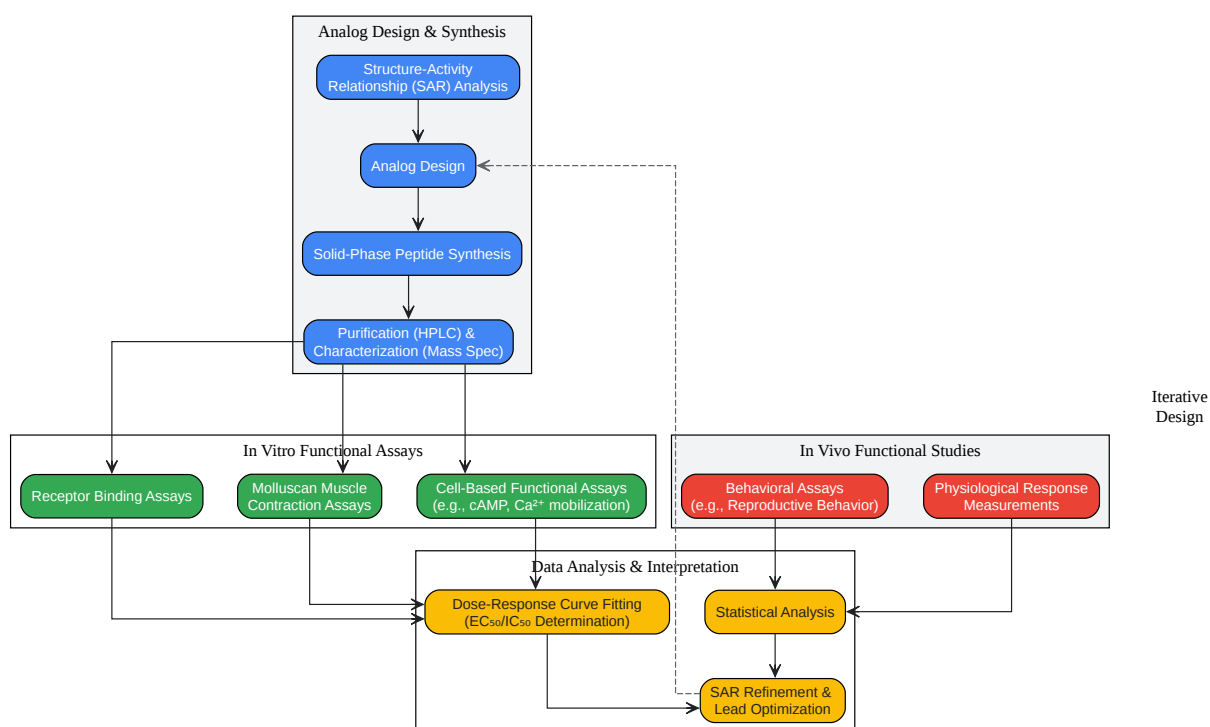 Analog Design & Synthesis
Structure-Activity
Relationship (SAR) Analysis
Analog Design
Solid-Phase Peptide Synthesis
Purification (HPLC) &
Characterization (Mass Spec)
Iterative
Design
In Vitro Functional Assays
Receptor Binding Assays
Molluscan Muscle
Contraction Assays
Cell-Based Functional Assays
(e.g., cAMP, Ca²⁺ mobilization)
In Vivo Functional Studies
Behavioral Assays
(e.g., Reproductive Behavior)
Physiological Response
Measurements
Data Analysis & Interpretation
Dose-Response Curve Fitting
(EC₅₀/IC₅₀ Determination)
Statistical Analysis
SAR Refinement &
Lead Optimization